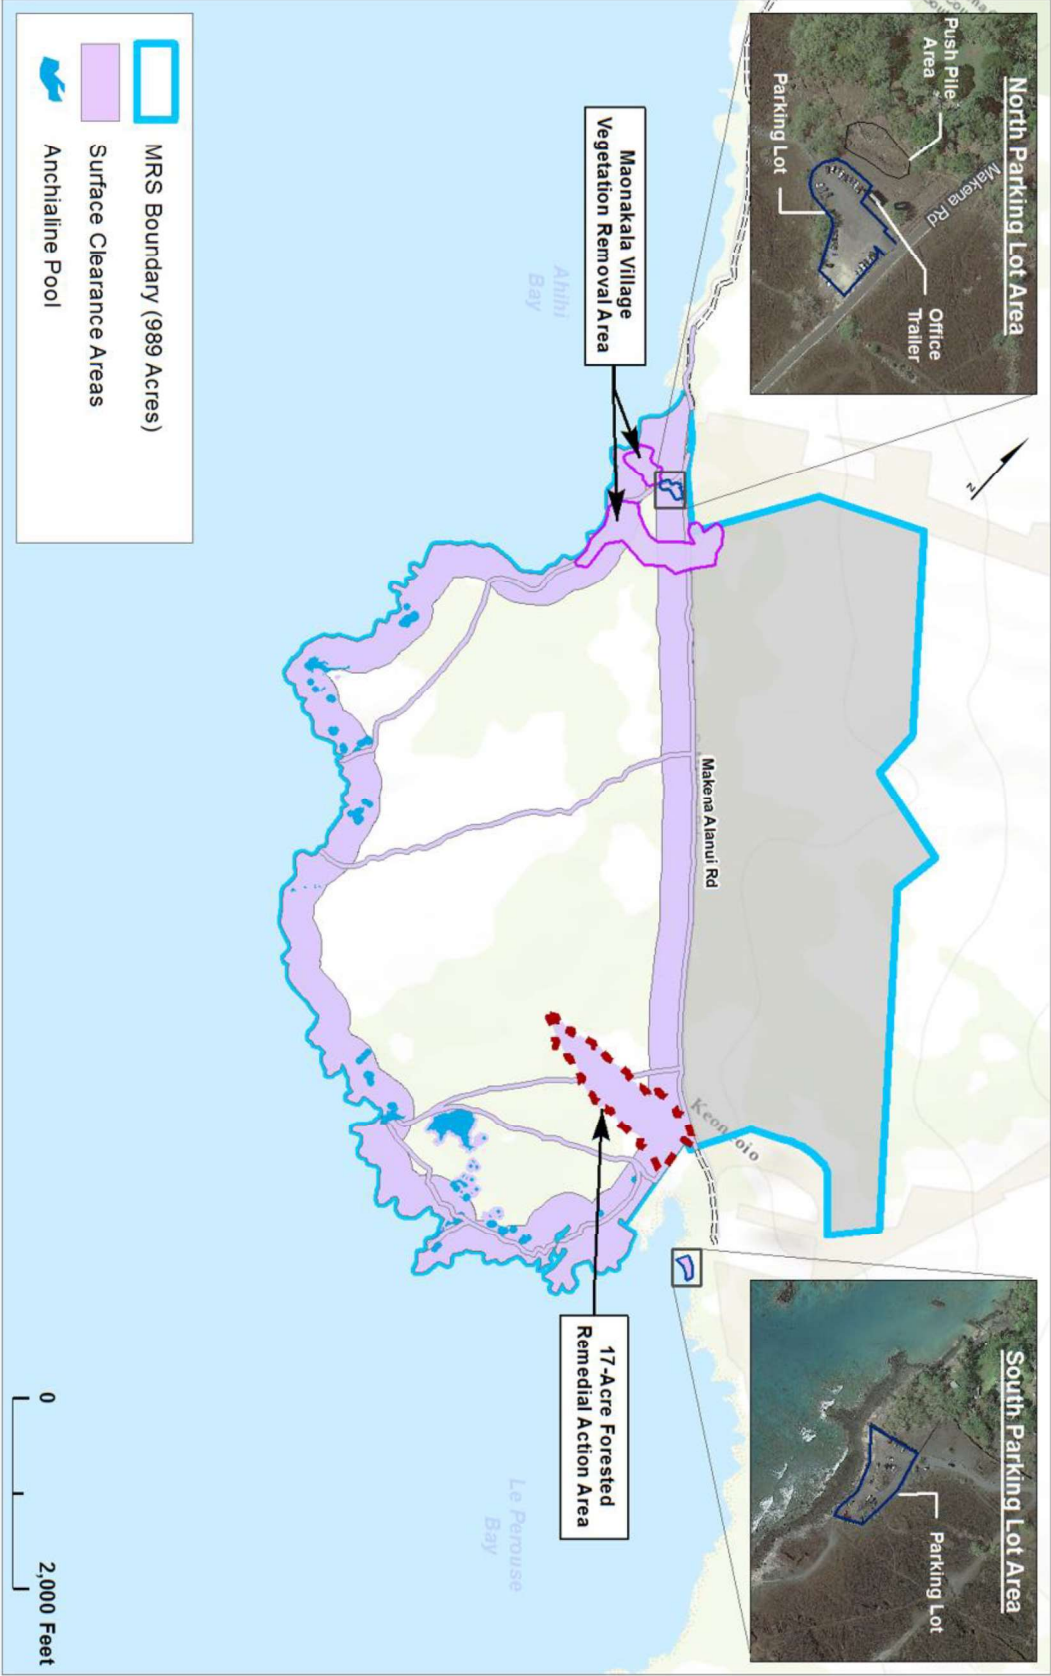 North Parking Lot Area
Push Pile
Area
Makena Rd
Parking Lot
Office
Trailer
South Parking Lot Area
Parking Lot
Makena Alanui Rd
Maonakala Village
Vegetation Removal Area
Ahihi
Bay
17-Acre Forested
Remedial Action Area
Le Perouse
Bay
N
MRS Boundary (989 Acres)
Surface Clearance Areas
Anchialine Pool
0
2,000 Feet